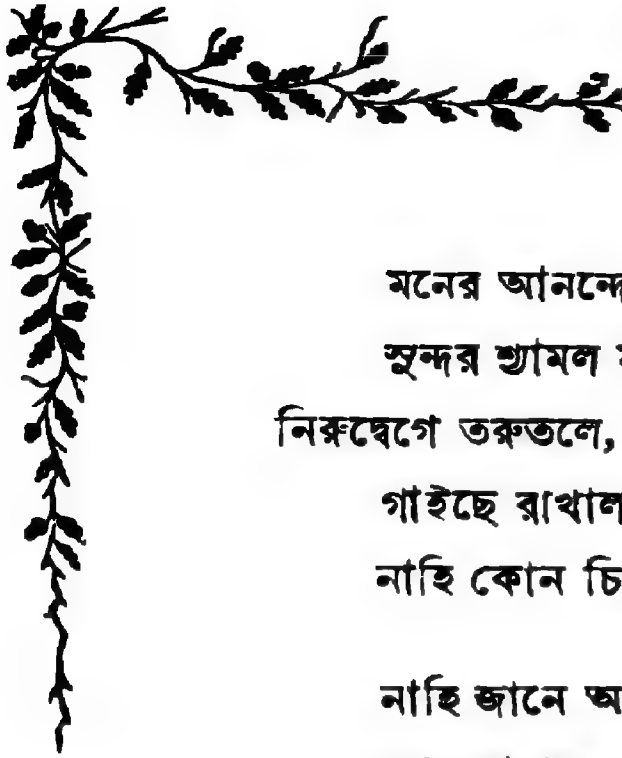 মনের আনন্দে
সুন্দর শ্যামল
নিরুদ্বেগে তরুতলে,
গাইছে রাখাল
নাহি কোন চি
নাহি জানে অ